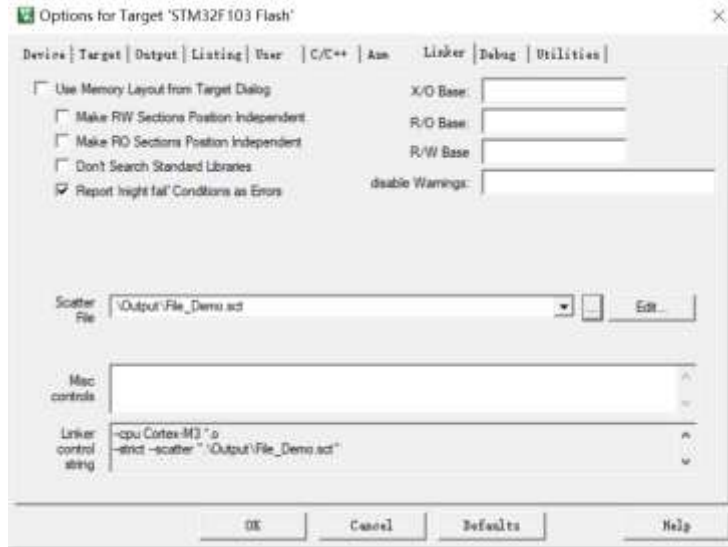 Options for Target 'STM32F103 Flash'
Device | Target | Output | Listing | User | C/C++ | Asm Linker | Debug | Utilities |
Use Memory Layout from Target Dialog
X/O Base:
Make RW Sections Position Independent
R/O Base:
Make RO Sections Position Independent
R/W Base
Don't Search Standard Libraries
disable Warnings:
Report 'might fail' Conditions as Errors
Scatter
File
\Output\File_Demo.sct
...
Edit...
Misc
controls
Linker
control
string
--cpu Cortex-M3 *.o
--strict --scatter ".\Output\File_Demo.sct"
OK Cancel Defaults Help